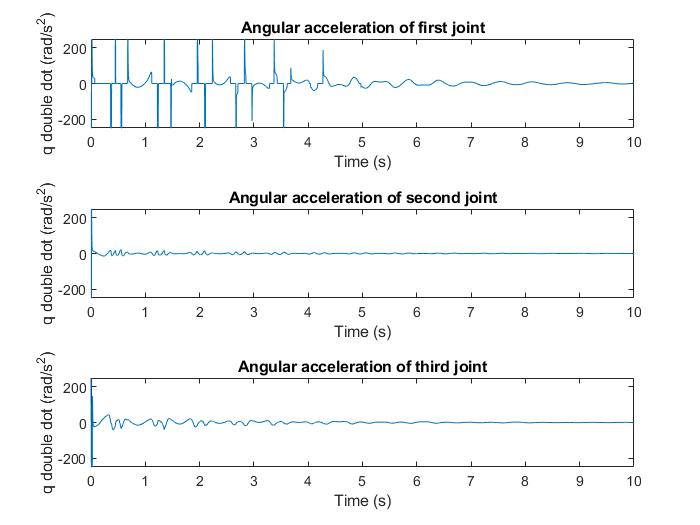 Angular acceleration of first joint
q double dot (rad/s²)
200
0
-200
0 1 2 3 4 5 6 7 8 9 10
Time (s)
Angular acceleration of second joint
q double dot (rad/s²)
200
0
-200
0 1 2 3 4 5 6 7 8 9 10
Time (s)
Angular acceleration of third joint
q double dot (rad/s²)
200
0
-200
0 1 2 3 4 5 6 7 8 9 10
Time (s)